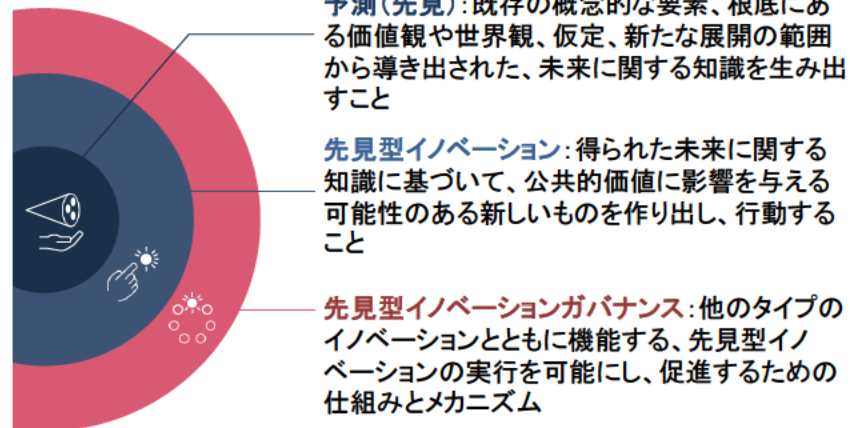 予測(先見):既存の概念的な要素、根底にあ
る価値観や世界観、仮定、新たな展開の範囲
から導き出された、未来に関する知識を生み出
すこと
先見型イノベーション:得られた未来に関する
知識に基づいて、公共的価値に影響を与える
可能性のある新しいものを作り出し、行動する
こと
先見型イノベーションガバナンス:他のタイプの
イノベーションとともに機能する、先見型イノ
ベーションの実行を可能にし、促進するための
仕組みとメカニズム